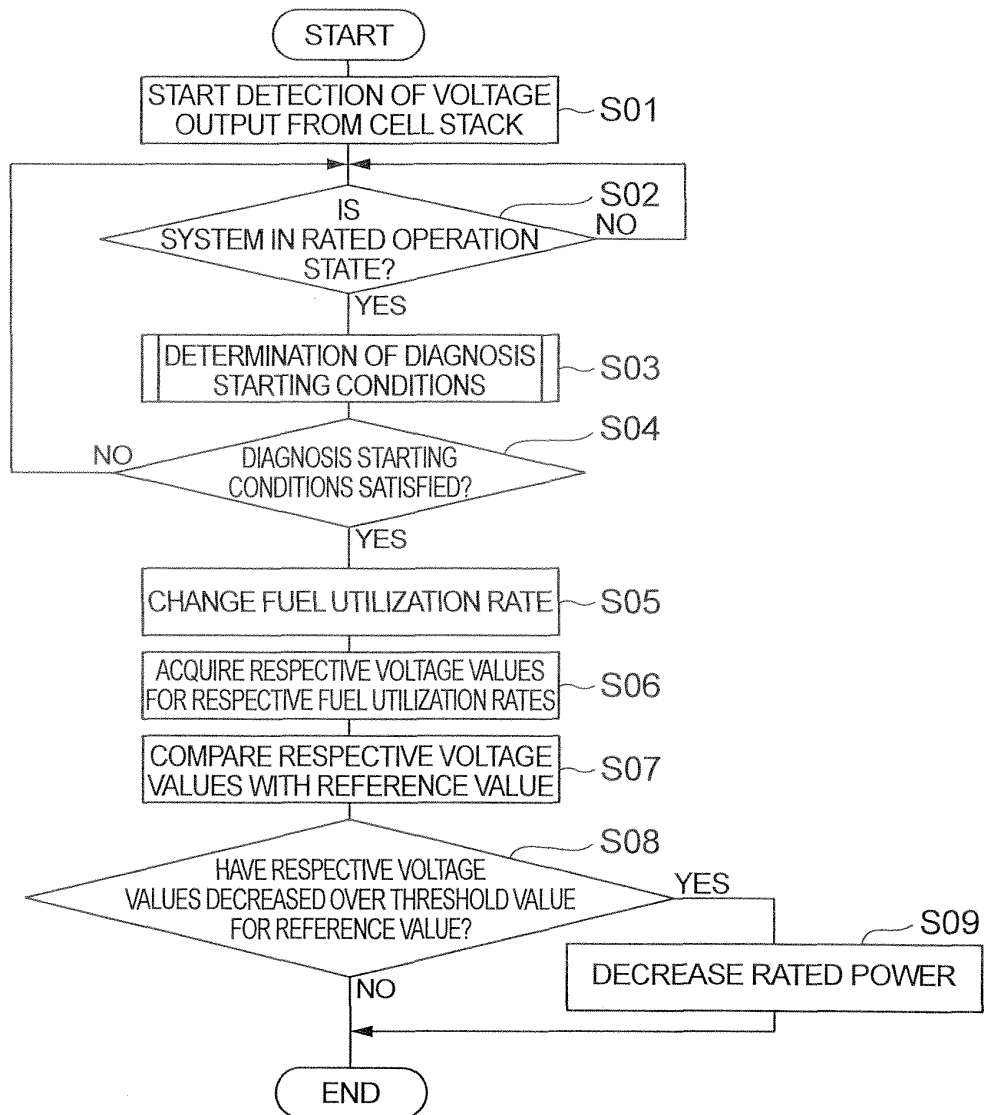 START
START DETECTION OF VOLTAGE
OUTPUT FROM CELL STACK
S01
S02
IS
SYSTEM IN RATED OPERATION
STATE?
NO
YES
DETERMINATION OF DIAGNOSIS
STARTING CONDITIONS
S03
S04
NO
DIAGNOSIS STARTING
CONDITIONS SATISFIED?
YES
CHANGE FUEL UTILIZATION RATE
S05
ACQUIRE RESPECTIVE VOLTAGE VALUES
FOR RESPECTIVE FUEL UTILIZATION RATES
S06
COMPARE RESPECTIVE VOLTAGE
VALUES WITH REFERENCE VALUE
S07
S08
HAVE RESPECTIVE VOLTAGE
VALUES DECREASED OVER THRESHOLD VALUE
FOR REFERENCE VALUE?
YES
S09
DECREASE RATED POWER
NO
END